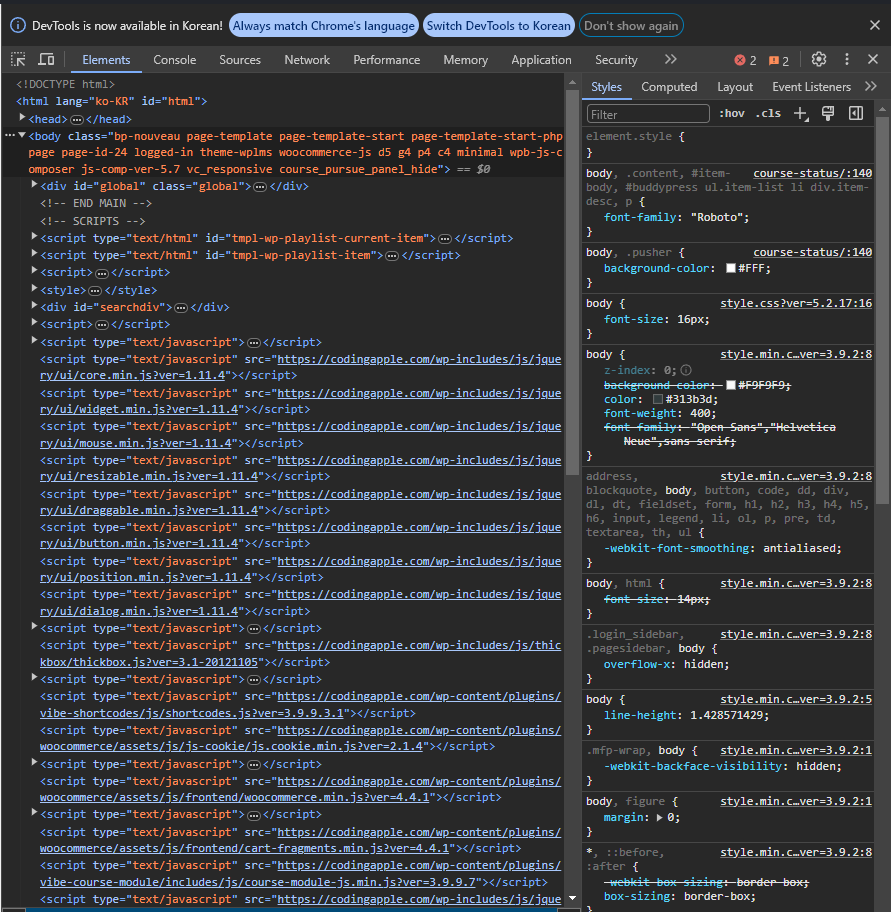 DevTools is now available in Korean! Always match Chrome's language Switch DevTools to Korean Don't show again
Elements Console Sources Network Performance Memory Application Security 2 2
<!DOCTYPE html>
<html lang="ko-KR" id="html">
<head> … </head>
<body class="bp-nouveau page-template page-template-start page-template-start-php
page page-id-24 logged-in theme-wplms woocommerce-js d5 g4 p4 c4 minimal wpb-js-c
omposer js-comp-ver-5.7 vc_responsive course_pursue_panel_hide"> == $0
<div id="global" class="global"> … </div>
<!-- END MAIN -->
<!-- SCRIPTS -->
<script type="text/html" id="tmpl-wp-playlist-current-item"> … </script>
<script type="text/html" id="tmpl-wp-playlist-item"> … </script>
<script> … </script>
<style> … </style>
<div id="searchdiv"> … </div>
<script> … </script>
<script type="text/javascript"> … </script>
<script type="text/javascript" src="https://codingapple.com/wp-includes/js/jque
ry/ui/core.min.js?ver=1.11.4"></script>
<script type="text/javascript" src="https://codingapple.com/wp-includes/js/jque
ry/ui/widget.min.js?ver=1.11.4"></script>
<script type="text/javascript" src="https://codingapple.com/wp-includes/js/jque
ry/ui/mouse.min.js?ver=1.11.4"></script>
<script type="text/javascript" src="https://codingapple.com/wp-includes/js/jque
ry/ui/resizable.min.js?ver=1.11.4"></script>
<script type="text/javascript" src="https://codingapple.com/wp-includes/js/jque
ry/ui/draggable.min.js?ver=1.11.4"></script>
<script type="text/javascript" src="https://codingapple.com/wp-includes/js/jque
ry/ui/button.min.js?ver=1.11.4"></script>
<script type="text/javascript" src="https://codingapple.com/wp-includes/js/jque
ry/ui/position.min.js?ver=1.11.4"></script>
<script type="text/javascript" src="https://codingapple.com/wp-includes/js/jque
ry/ui/dialog.min.js?ver=1.11.4"></script>
<script type="text/javascript"> … </script>
<script type="text/javascript" src="https://codingapple.com/wp-includes/js/thic
kbox/thickbox.js?ver=3.1-20121105"></script>
<script type="text/javascript"> … </script>
<script type="text/javascript" src="https://codingapple.com/wp-content/plugins/
vibe-shortcodes/js/shortcodes.js?ver=3.9.9.3.1"></script>
<script type="text/javascript" src="https://codingapple.com/wp-content/plugins/
woocommerce/assets/js/js-cookie/js.cookie.min.js?ver=2.1.4"></script>
<script type="text/javascript"> … </script>
<script type="text/javascript" src="https://codingapple.com/wp-content/plugins/
woocommerce/assets/js/frontend/woocommerce.min.js?ver=4.4.1"></script>
<script type="text/javascript"> … </script>
<script type="text/javascript" src="https://codingapple.com/wp-content/plugins/
woocommerce/assets/js/frontend/cart-fragments.min.js?ver=4.4.1"></script>
<script type="text/javascript" src="https://codingapple.com/wp-content/plugins/
vibe-course-module/includes/js/course-module-js.min.js?ver=3.9.9.7"></script>
<script type="text/javascript" src="https://codingapple.com/wp-includes/js/jque
Styles Computed Layout Event Listeners
Filter :hov .cls
element.style {
}
body, .content, #item- course-status/:140
body, #buddypress ul.item-list li div.item-
desc, p {
font-family: "Roboto";
}
body, .pusher { course-status/:140
background-color: #FFF;
}
body { style.css?ver=5.2.17:16
font-size: 16px;
}
body { style.min.c…ver=3.9.2:8
z-index: 0;
background-color: #F9F9F9;
color: #313b3d;
font-weight: 400;
font-family: "Open Sans","Helvetica
Neue",sans-serif;
}
address, style.min.c…ver=3.9.2:8
blockquote, body, button, code, dd, div,
dl, dt, fieldset, form, h1, h2, h3, h4, h5,
h6, input, legend, li, ol, p, pre, td,
textarea, th, ul {
-webkit-font-smoothing: antialiased;
}
body, html { style.min.c…ver=3.9.2:8
font-size: 14px;
}
.login_sidebar, style.min.c…ver=3.9.2:8
.pagesidebar, body {
overflow-x: hidden;
}
body { style.min.c…ver=3.9.2:5
line-height: 1.428571429;
}
.mfp-wrap, body { style.min.c…ver=3.9.2:1
-webkit-backface-visibility: hidden;
}
body, figure { style.min.c…ver=3.9.2:1
margin: 0;
}
*, ::before, style.min.c…ver=3.9.2:8
:after {
-webkit-box-sizing: border-box;
box-sizing: border-box;
}